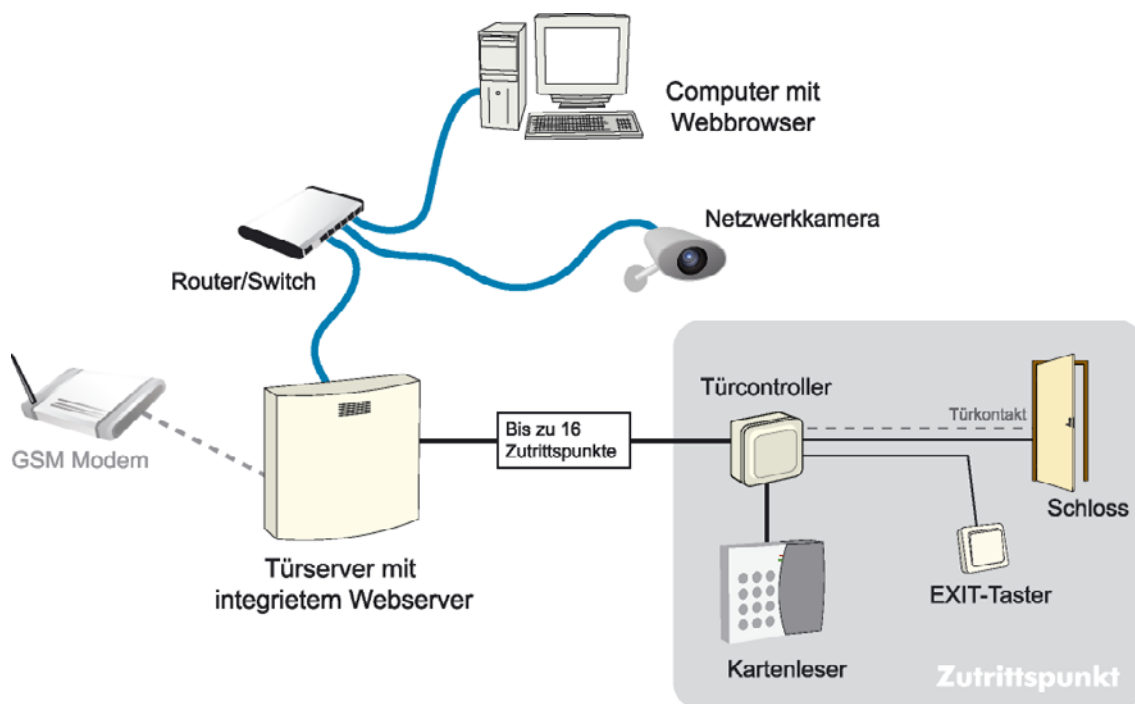 Computer mit
Webbrowser
Netzwerkkamera
Router/Switch
GSM Modem
Türserver mit
integrietem Webserver
Bis zu 16
Zutrittspunkte
Türcontroller
Türkontakt
Schloss
EXIT-Taster
Kartenleser
Zutrittspunkt